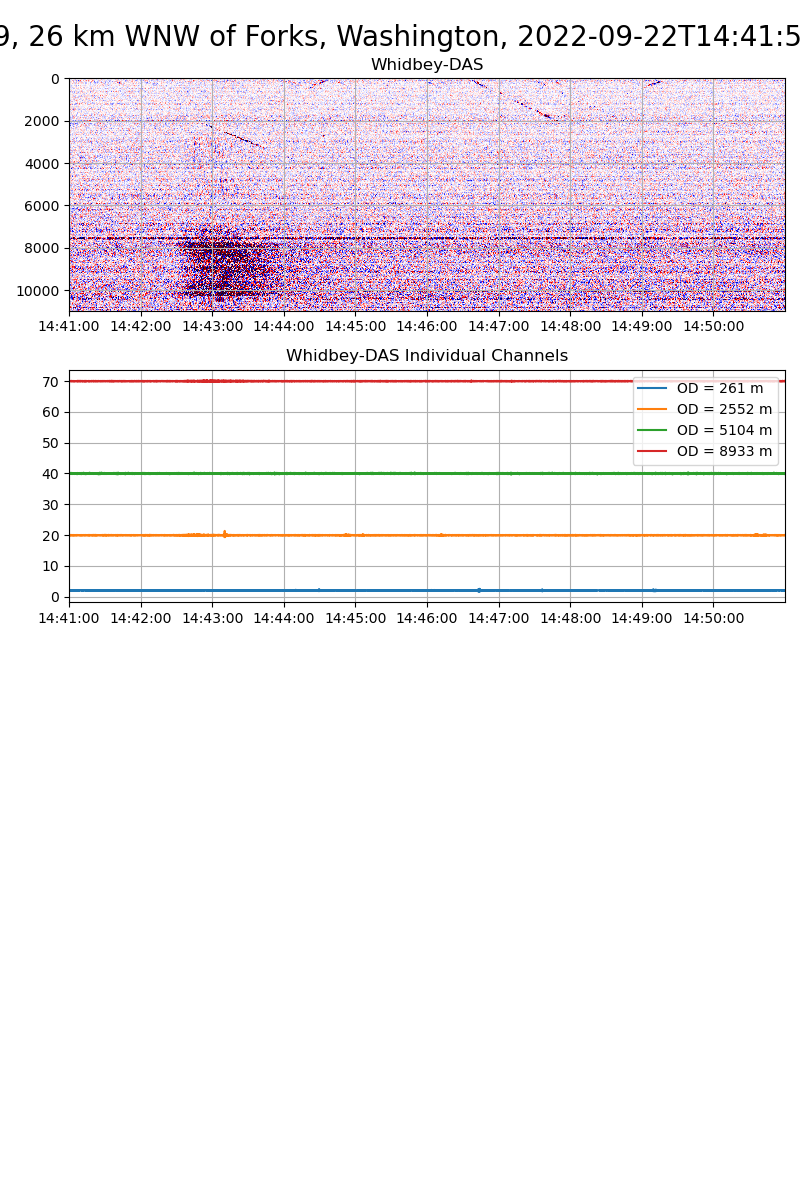 9, 26 km WNW of Forks, Washington, 2022-09-22T14:41:5
Whidbey-DAS
0
2000
4000
6000
8000
10000
14:41:00 14:42:00 14:43:00 14:44:00 14:45:00 14:46:00 14:47:00 14:48:00 14:49:00 14:50:00
Whidbey-DAS Individual Channels
70
60
50
40
30
20
10
0
OD = 261 m
OD = 2552 m
OD = 5104 m
OD = 8933 m
14:41:00 14:42:00 14:43:00 14:44:00 14:45:00 14:46:00 14:47:00 14:48:00 14:49:00 14:50:00